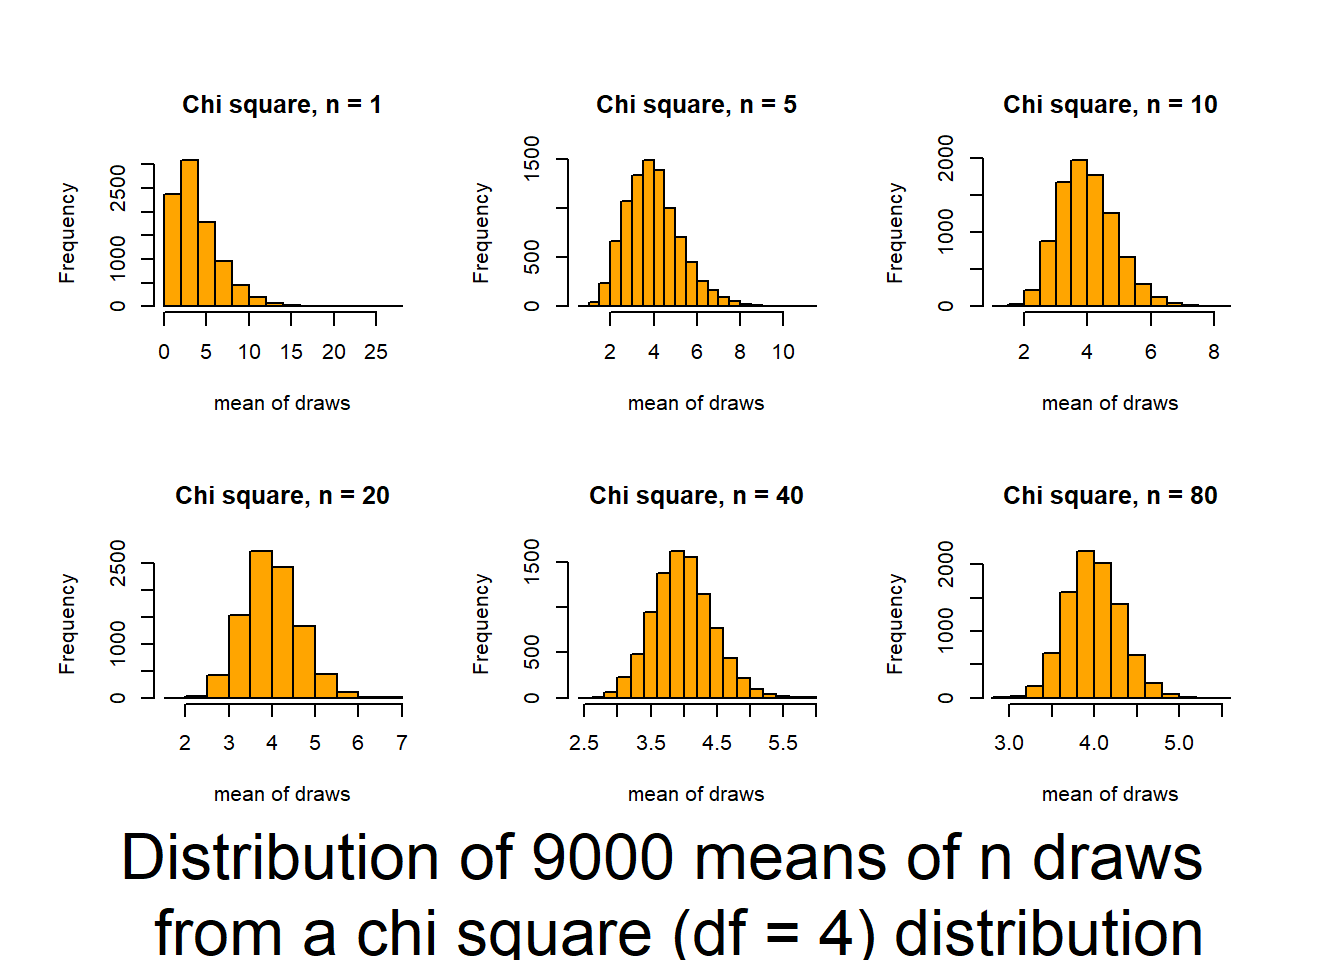 Chi square, n = 1
Frequency
0 1000 2500
0 5 10 15 20 25
mean of draws
Chi square, n = 5
Frequency
0 500 1500
2 4 6 8 10
mean of draws
Chi square, n = 10
Frequency
0 1000 2000
2 4 6 8
mean of draws
Chi square, n = 20
Frequency
0 1000 2500
2 3 4 5 6 7
mean of draws
Chi square, n = 40
Frequency
0 500 1500
2.5 3.5 4.5 5.5
mean of draws
Chi square, n = 80
Frequency
0 1000 2000
3.0 4.0 5.0
mean of draws
Distribution of 9000 means of n draws
from a chi square (df = 4) distribution